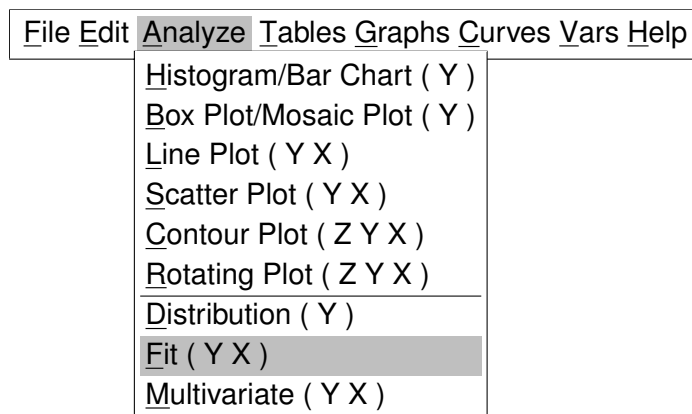 File Edit Analyze Tables Graphs Curves Vars Help
Histogram/Bar Chart ( Y )
Box Plot/Mosaic Plot ( Y )
Line Plot ( Y X )
Scatter Plot ( Y X )
Contour Plot ( Z Y X )
Rotating Plot ( Z Y X )
Distribution ( Y )
Fit ( Y X )
Multivariate ( Y X )